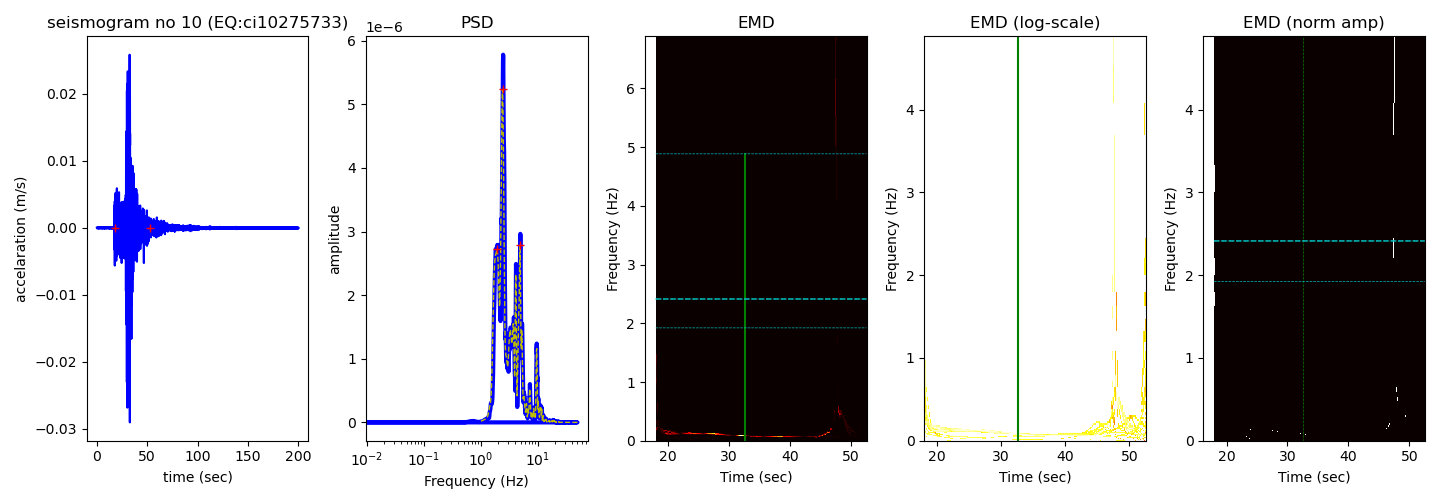 seismogram no 10 (EQ:ci10275733)
accelaration (m/s)
0.02
0.01
0.00
−0.01
−0.02
−0.03
0 50 100 150 200
time (sec)
PSD
1e−6
amplitude
6
5
4
3
2
1
0
10⁻² 10⁻¹ 10⁰ 10¹
Frequency (Hz)
EMD
Frequency (Hz)
6
5
4
3
2
1
0
20 30 40 50
Time (sec)
EMD (log-scale)
Frequency (Hz)
4
3
2
1
0
20 30 40 50
Time (sec)
EMD (norm amp)
Frequency (Hz)
4
3
2
1
0
20 30 40 50
Time (sec)